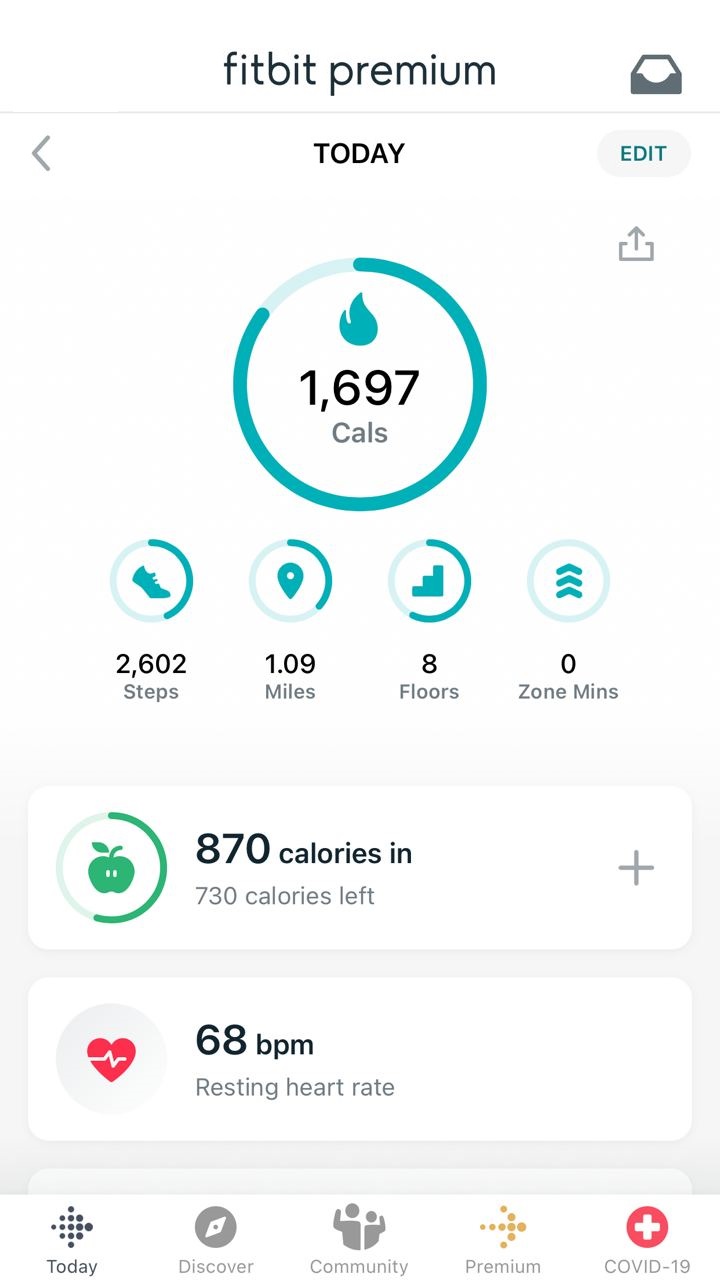 fitbit premium
TODAY
EDIT
1,697
Cals
2,602
Steps
1.09
Miles
8
Floors
0
Zone Mins
870 calories in
730 calories left
68 bpm
Resting heart rate
Today
Discover
Community
Premium
COVID-19